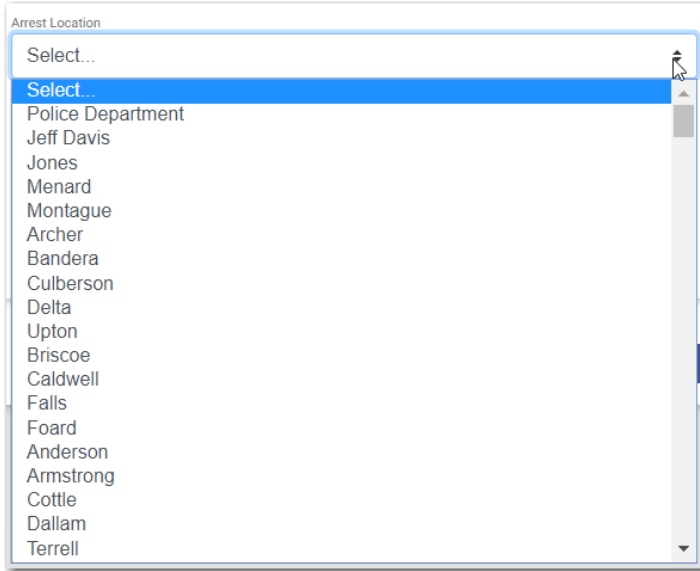 Arrest Location
Select...
Select...
Police Department
Jeff Davis
Jones
Menard
Montague
Archer
Bandera
Culberson
Delta
Upton
Briscoe
Caldwell
Falls
Foard
Anderson
Armstrong
Cottle
Dallam
Terrell